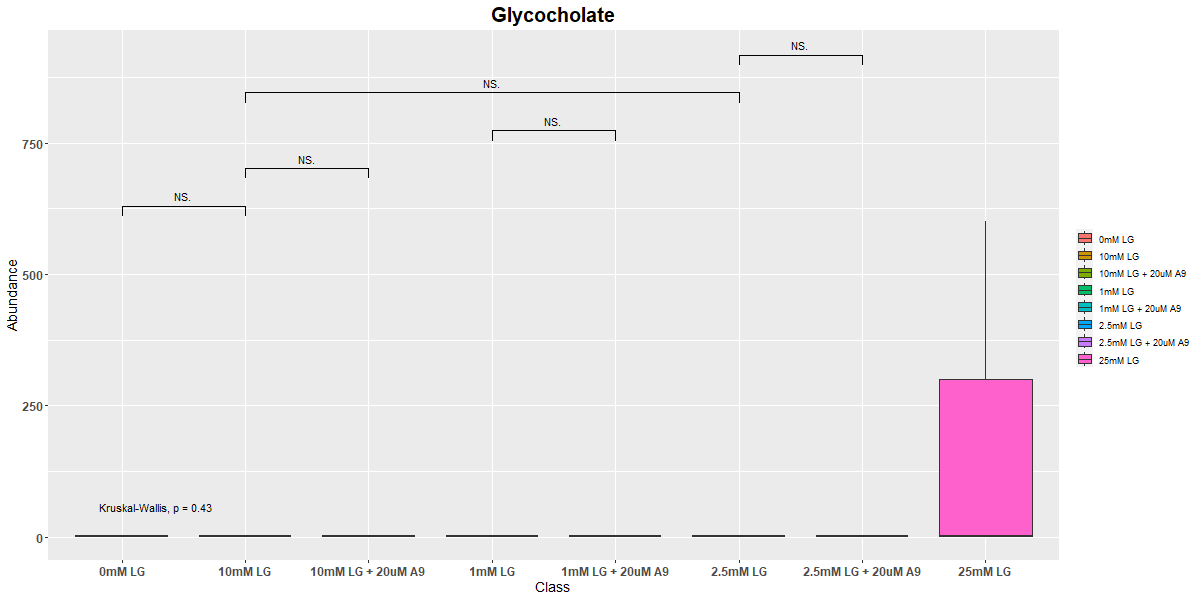 Glycocholate
NS.
NS.
NS.
NS.
NS.
750
500
250
0
Abundance
Kruskal-Wallis, p = 0.43
0mM LG
10mM LG
10mM LG + 20uM A9
1mM LG
1mM LG + 20uM A9
2.5mM LG
2.5mM LG + 20uM A9
25mM LG
Class
0mM LG
10mM LG
10mM LG + 20uM A9
1mM LG
1mM LG + 20uM A9
2.5mM LG
2.5mM LG + 20uM A9
25mM LG